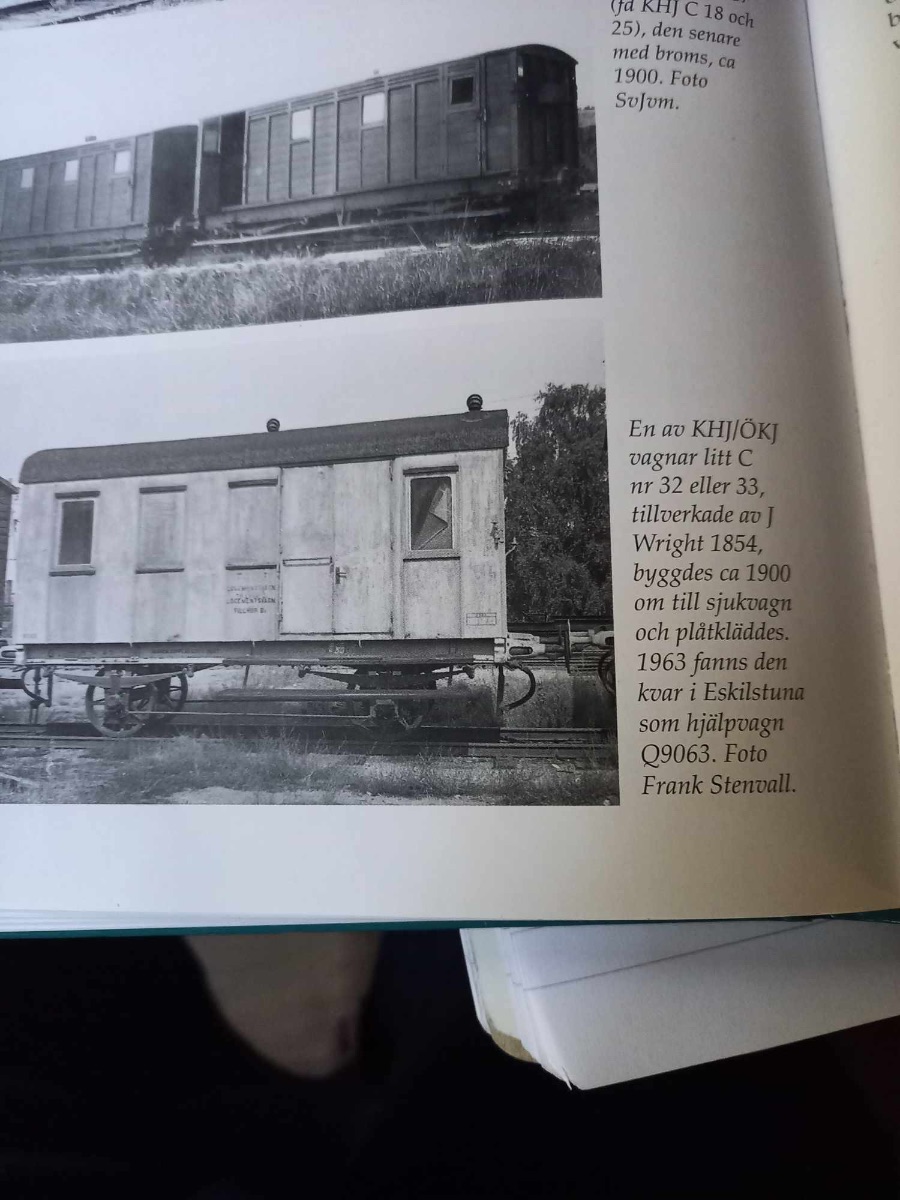 (fd KHJ C 18 och
25), den senare
med broms, ca
1900. Foto
SvJvm.
En av KHJ/ÖKJ
vagnar litt C
nr 32 eller 33,
tillverkade av J
Wright 1854,
byggdes ca 1900
om till sjukvagn
och plåtkläddes.
1963 fanns den
kvar i Eskilstuna
som hjälpvagn
Q9063. Foto
Frank Stenvall.